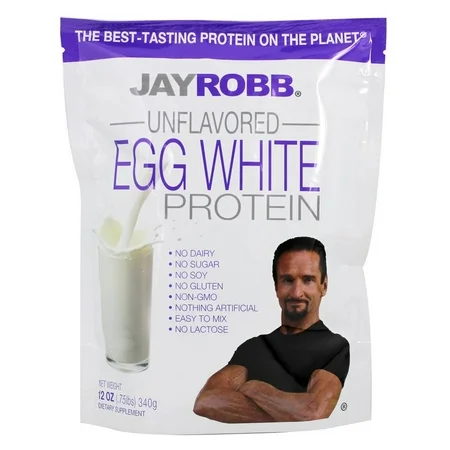 THE BEST-TASTING PROTEIN ON THE PLANET®
JAYROBB®
UNFLAVORED
EGG WHITE
PROTEIN
• NO DAIRY
• NO SUGAR
• NO SOY
• NO GLUTEN
• NON-GMO
• NOTHING ARTIFICIAL
• EASY TO MIX
• NO LACTOSE
NET WEIGHT
12 OZ (.75lbs) 340g
DIETARY SUPPLEMENT
®